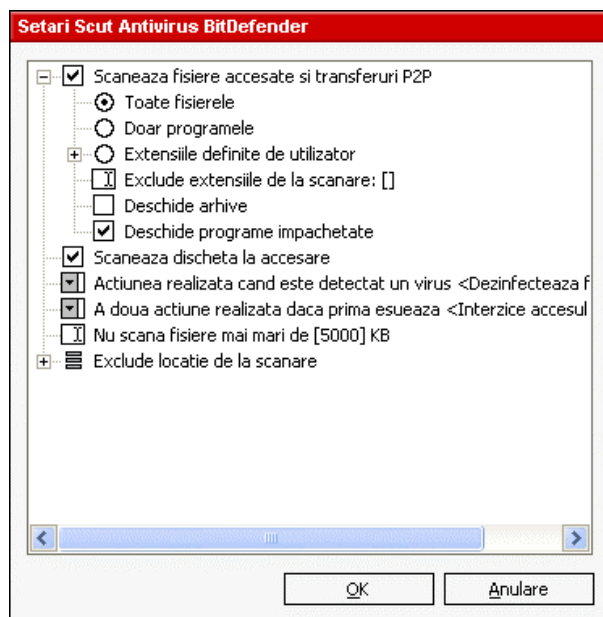 Setari Scut Antivirus BitDefender
Scaneaza fisiere accesate si transferuri P2P
Toate fisierele
Doar programele
Extensiile definite de utilizator
Exclude extensiile de la scanare: []
Deschide arhive
Deschide programe impachetate
Scaneaza discheta la accesare
Actiunea realizata cand este detectat un virus <Dezinfecteaza f
A doua actiune realizata daca prima esueaza <Interzice accesul
Nu scana fisiere mai mari de [5000] KB
Exclude locatie de la scanare
OK Anulare